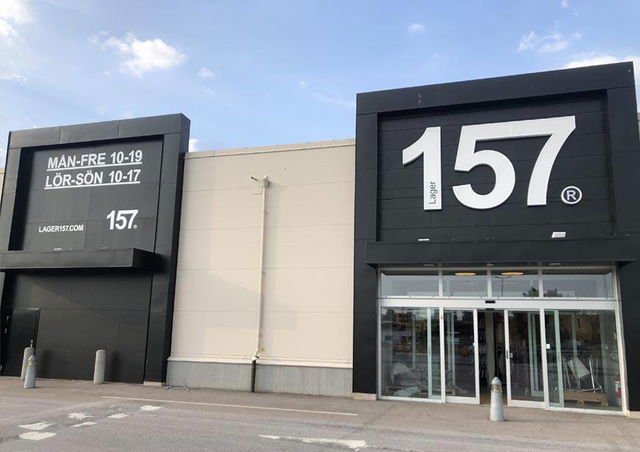 MÅN-FRE 10-19
LÖR-SÖN 10-17
LAGER157.COM
157®
Lager 157®